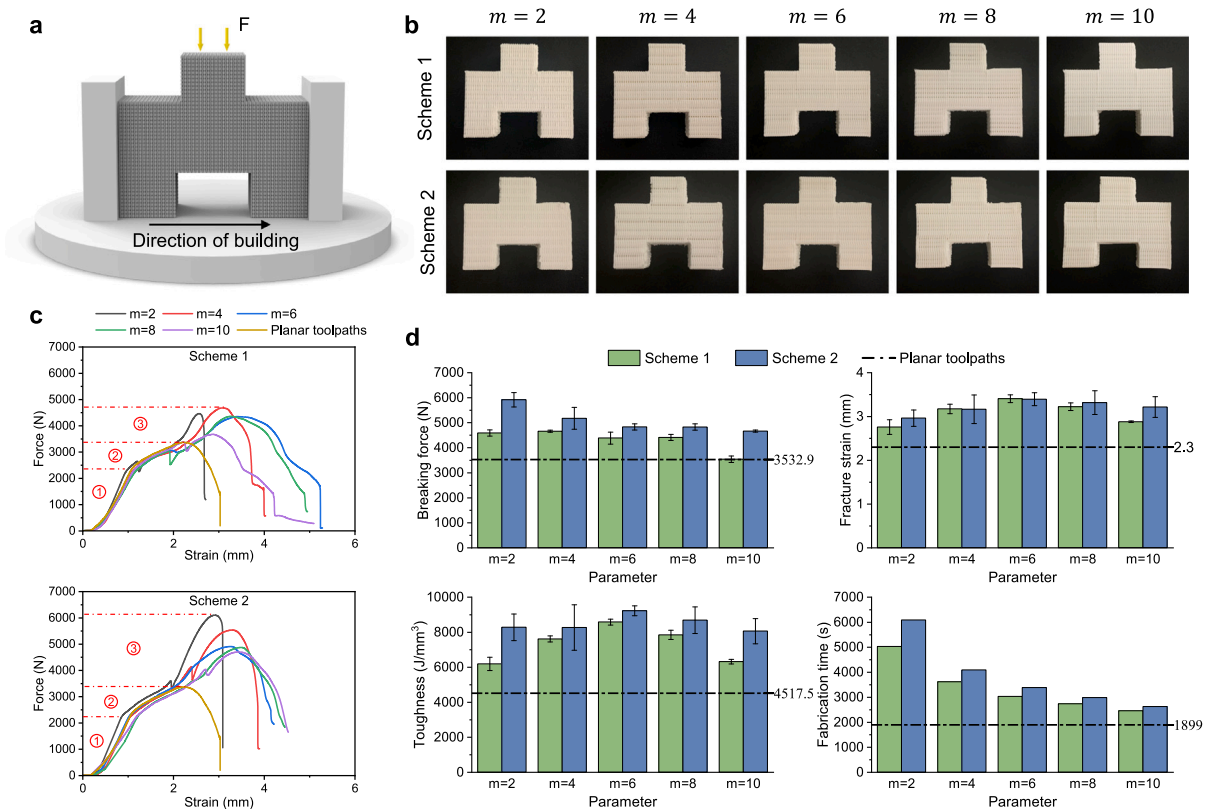 a
F
Direction of building
b
m = 2 m = 4 m = 6 m = 8 m = 10
Scheme 1
Scheme 2
c
m=2 m=4 m=6
m=8 m=10 Planar toolpaths
Scheme 1
7000
6000
5000
4000
3000
2000
1000
0
Force (N)
③
②
①
0 2 4 6
Strain (mm)
Scheme 2
7000
6000
5000
4000
3000
2000
1000
0
Force (N)
③
②
①
0 2 4 6
Strain (mm)
d
Scheme 1 Scheme 2 Planar toolpaths
7000
6000
5000
4000
3000
2000
1000
0
Breaking force (N)
3532.9
m=2 m=4 m=6 m=8 m=10
Parameter
4
3
2
1
0
Fracture strain (mm)
2.3
m=2 m=4 m=6 m=8 m=10
Parameter
10000
8000
6000
4000
2000
0
Toughness (J/mm³)
4517.5
m=2 m=4 m=6 m=8 m=10
Parameter
7000
6000
5000
4000
3000
2000
1000
0
Fabrication time (s)
1899
m=2 m=4 m=6 m=8 m=10
Parameter